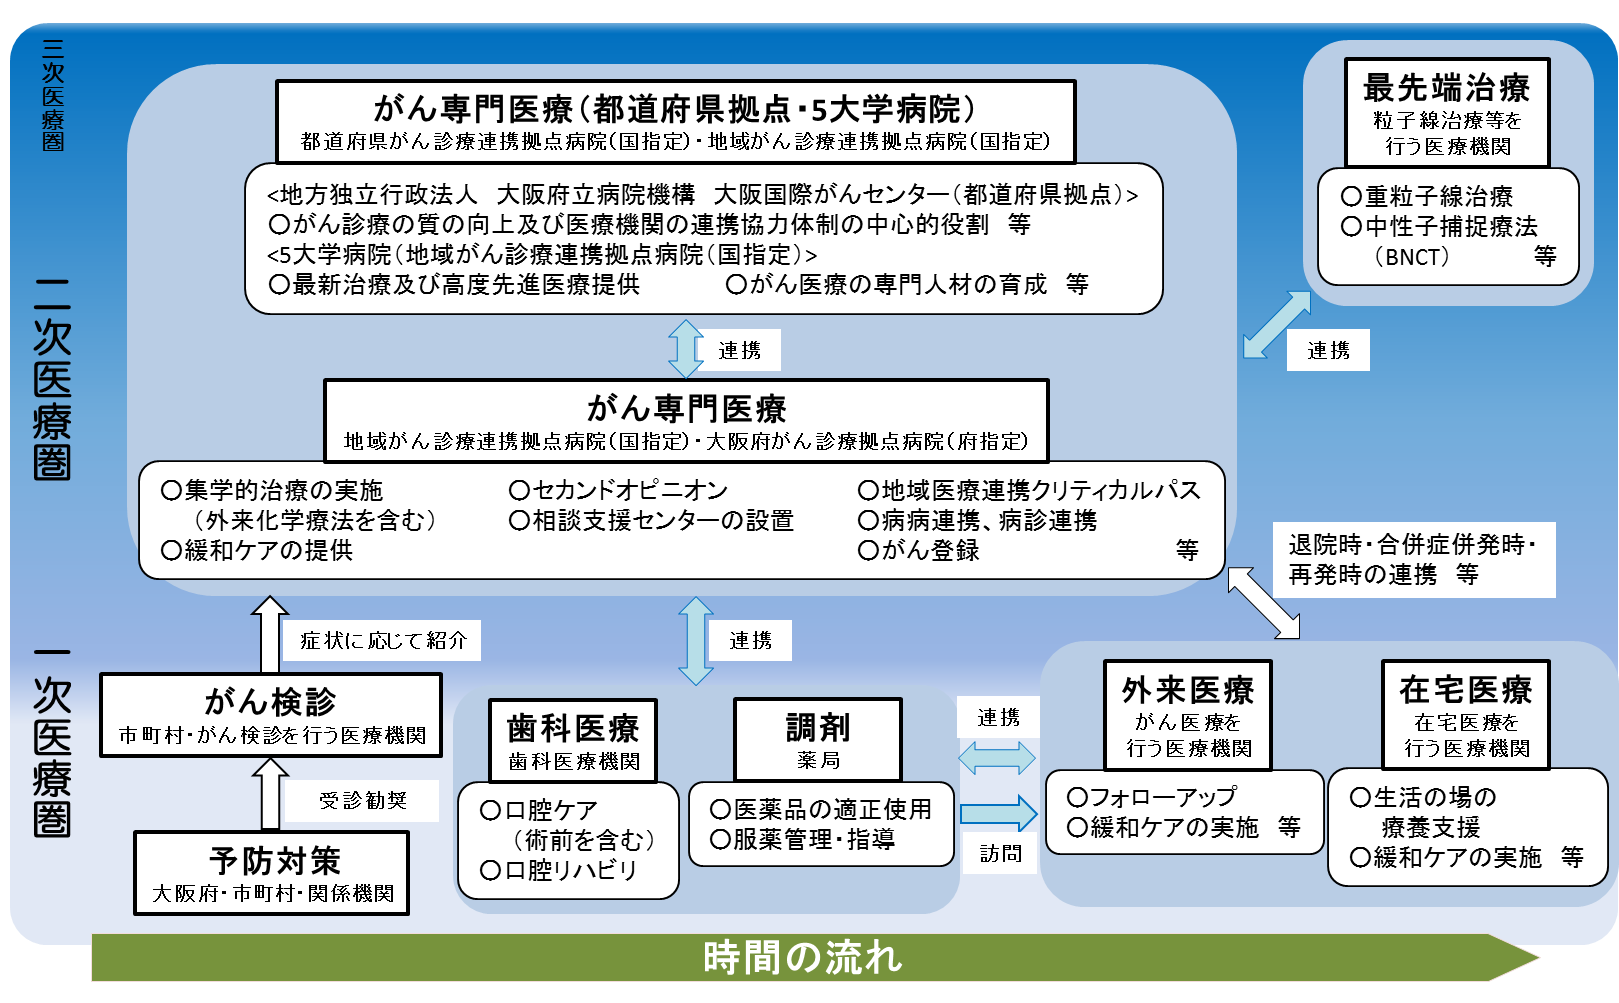 三次医療圏
二次医療圏
一次医療圏
がん専門医療（都道府県拠点・5大学病院）
都道府県がん診療連携拠点病院（国指定）・地域がん診療連携拠点病院（国指定）
<地方独立行政法人　大阪府立病院機構　大阪国際がんセンター（都道府県拠点）>
〇がん診療の質の向上及び医療機関の連携協力体制の中心的役割　等
<5大学病院（地域がん診療連携拠点病院（国指定）>
〇最新治療及び高度先進医療提供　〇がん医療の専門人材の育成　等
最先端治療
粒子線治療等を
行う医療機関
〇重粒子線治療
〇中性子捕捉療法
（BNCT）　等
連携
連携
がん専門医療
地域がん診療連携拠点病院（国指定）・大阪府がん診療拠点病院（府指定）
〇集学的治療の実施
（外来化学療法を含む）
〇緩和ケアの提供
〇セカンドオピニオン
〇相談支援センターの設置
〇地域医療連携クリティカルパス
〇病病連携、病診連携
〇がん登録　等
退院時・合併症併発時・
再発時の連携　等
症状に応じて紹介
連携
がん検診
市町村・がん検診を行う医療機関
受診勧奨
予防対策
大阪府・市町村・関係機関
歯科医療
歯科医療機関
〇口腔ケア
（術前を含む）
〇口腔リハビリ
調剤
薬局
〇医薬品の適正使用
〇服薬管理・指導
連携
訪問
外来医療
がん医療を
行う医療機関
〇フォローアップ
〇緩和ケアの実施　等
在宅医療
在宅医療を
行う医療機関
〇生活の場の
療養支援
〇緩和ケアの実施　等
時間の流れ